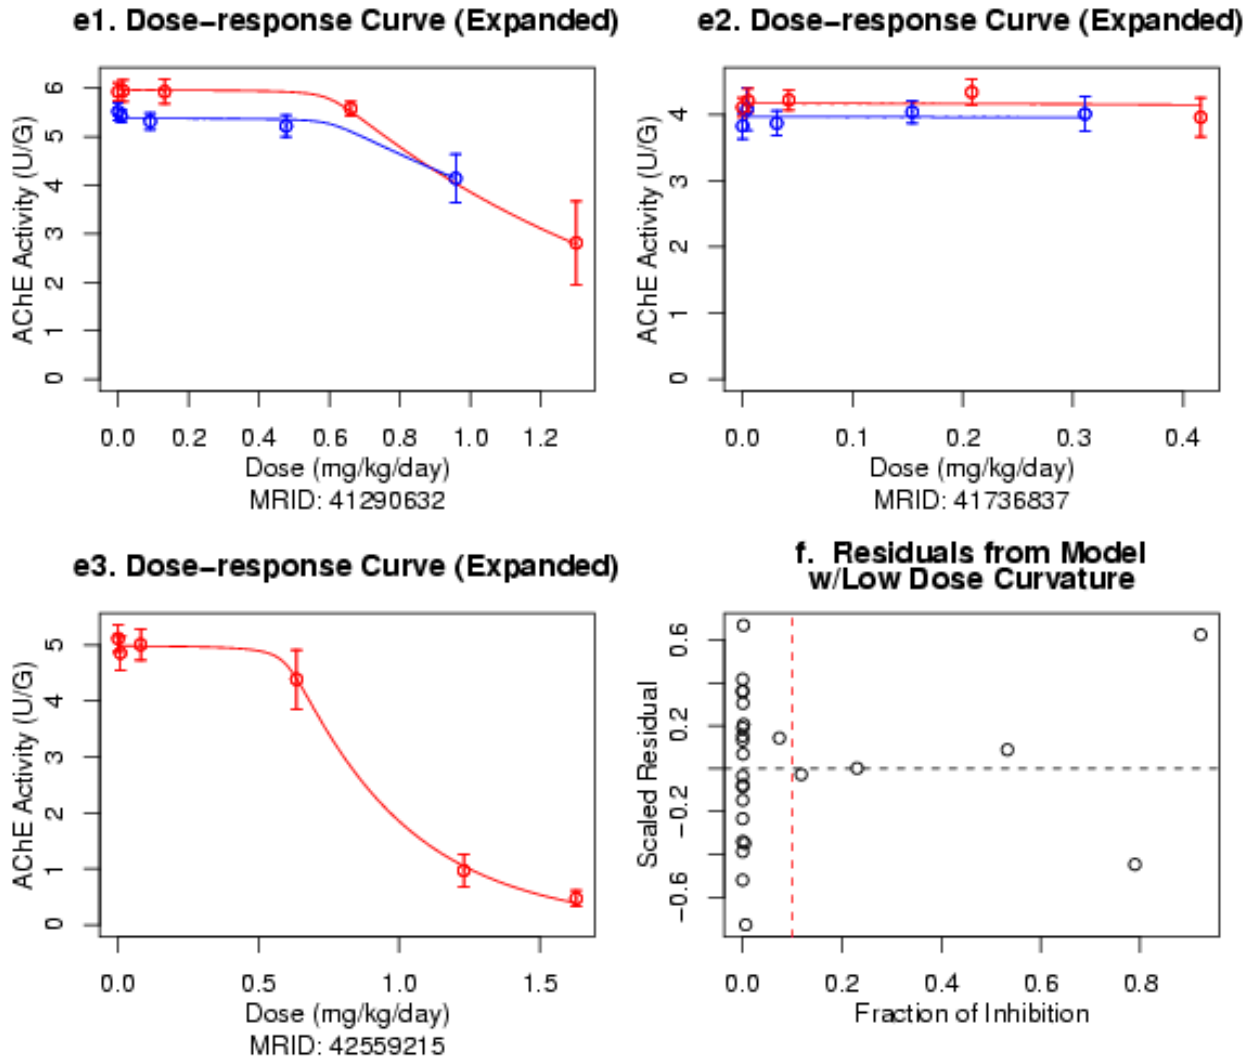 e1. Dose−response Curve (Expanded)
AChE Activity (U/G)
6
5
4
3
2
1
0
0.0 0.2 0.4 0.6 0.8 1.0 1.2
Dose (mg/kg/day)
MRID: 41290632
e2. Dose−response Curve (Expanded)
AChE Activity (U/G)
4
3
2
1
0
0.0 0.1 0.2 0.3 0.4
Dose (mg/kg/day)
MRID: 41736837
e3. Dose−response Curve (Expanded)
AChE Activity (U/G)
5
4
3
2
1
0
0.0 0.5 1.0 1.5
Dose (mg/kg/day)
MRID: 42559215
f. Residuals from Model
w/Low Dose Curvature
Scaled Residual
0.6
0.2
−0.2
−0.6
0.0 0.2 0.4 0.6 0.8
Fraction of Inhibition